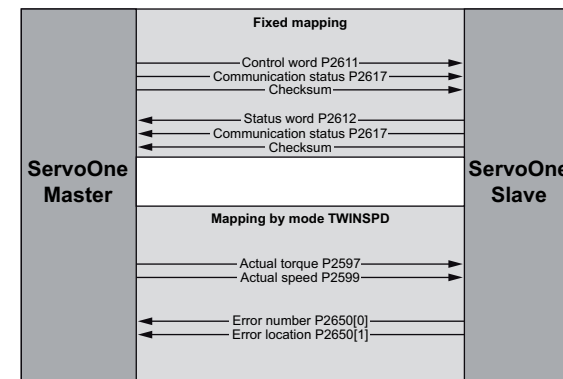 Fixed mapping
Control word P2611
Communication status P2617
Checksum
Status word P2612
Communication status P2617
Checksum
ServoOne
Master
ServoOne
Slave
Mapping by mode TWINSPD
Actual torque P2597
Actual speed P2599
Error number P2650[0]
Error location P2650[1]